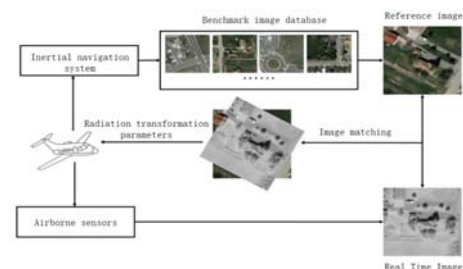 Benchmark image database
Reference image
Inertial navigation
system
......
Radiation transformation
parameters
Image matching
Airborne sensors
Real Time Image